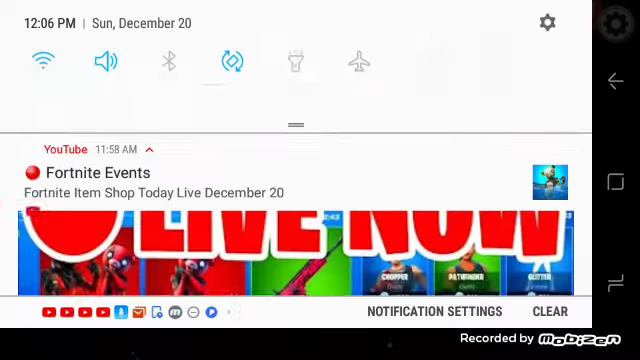 12:06 PM | Sun, December 20
YouTube 11:58 AM
Fortnite Events
Fortnite Item Shop Today Live December 20
LIVE NOW
CHOPPER
PATHFINDER
GLITTER
NOTIFICATION SETTINGS CLEAR
Recorded by MOBIZEN